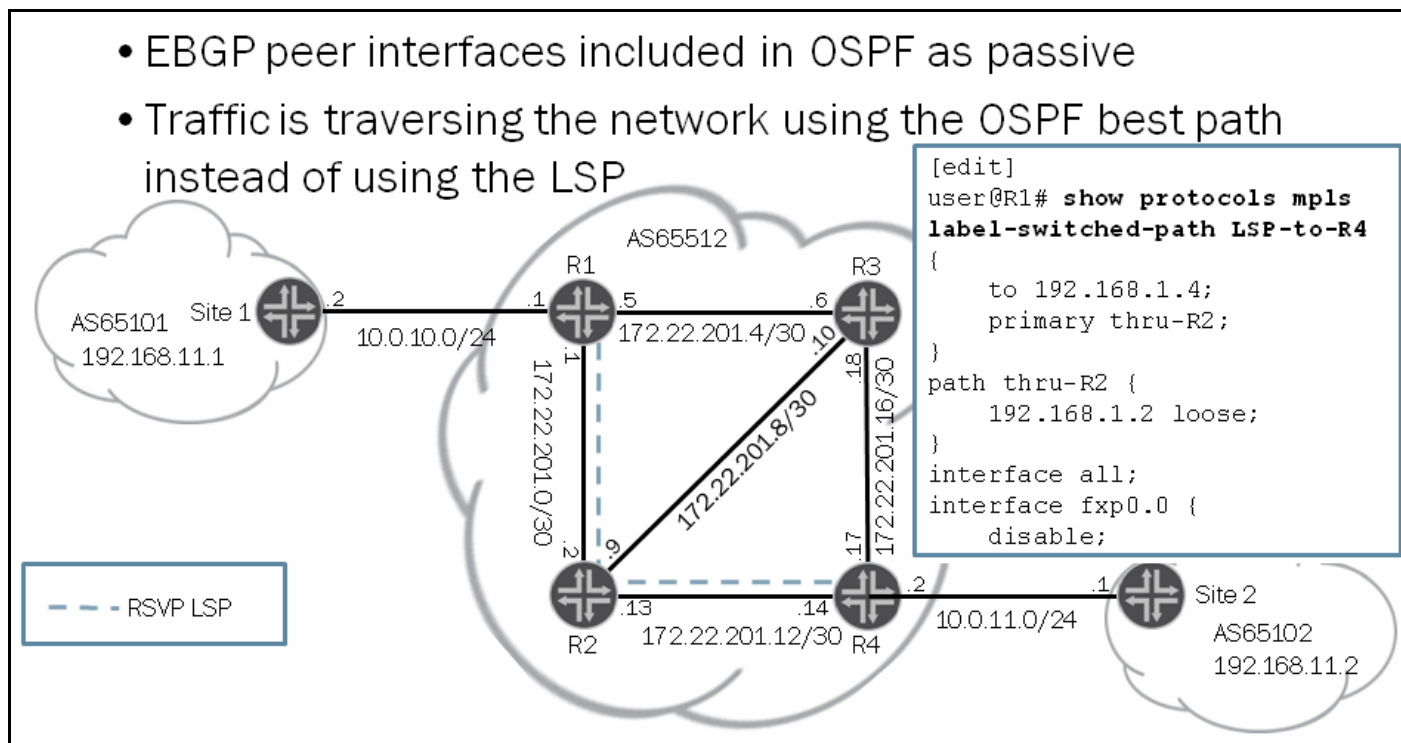 • EBGP peer interfaces included in OSPF as passive
• Traffic is traversing the network using the OSPF best path
instead of using the LSP
[edit]
user@R1# show protocols mpls
label-switched-path LSP-to-R4
{
to 192.168.1.4;
primary thru-R2;
}
path thru-R2 {
192.168.1.2 loose;
}
interface all;
interface fxp0.0 {
disable;
AS65512
R1
R3
Site 1
.2
.1
.5
.6
AS65101
192.168.11.1
10.0.10.0/24
172.22.201.4/30
.1
.10
.18
172.22.201.0/30
172.22.201.8/30
172.22.201.16/30
.2
.9
.17
RSVP LSP
.13
.14
.2
.1
Site 2
R2
172.22.201.12/30
R4
10.0.11.0/24
AS65102
192.168.11.2